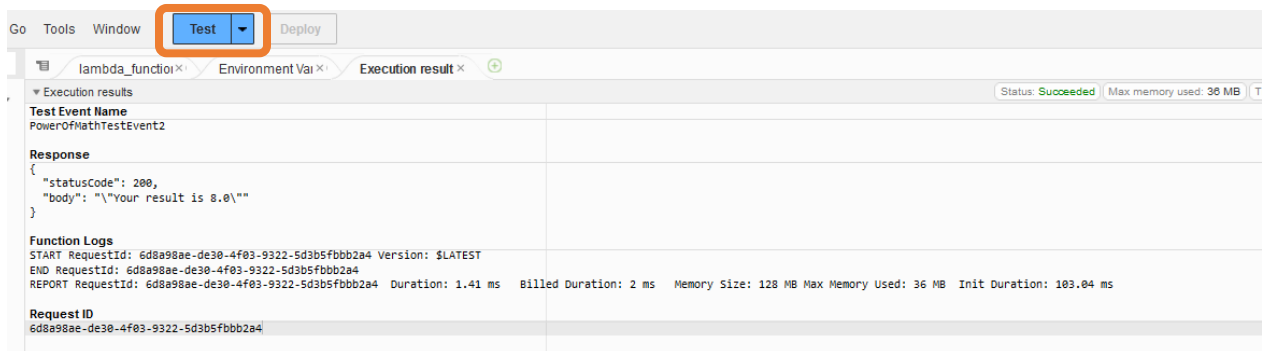 Go Tools Window Test Deploy
lambda_function Environment Vai Execution result
Execution results Status: Succeeded Max memory used: 36 MB T
Test Event Name
PowerOfMathTestEvent2
Response
{
"statusCode": 200,
"body": "\"Your result is 8.0\""
}
Function Logs
START RequestId: 6d8a98ae-de30-4f03-9322-5d3b5fbbb2a4 Version: $LATEST
END RequestId: 6d8a98ae-de30-4f03-9322-5d3b5fbbb2a4
REPORT RequestId: 6d8a98ae-de30-4f03-9322-5d3b5fbbb2a4 Duration: 1.41 ms Billed Duration: 2 ms Memory Size: 128 MB Max Memory Used: 36 MB Init Duration: 103.04 ms
Request ID
6d8a98ae-de30-4f03-9322-5d3b5fbbb2a4